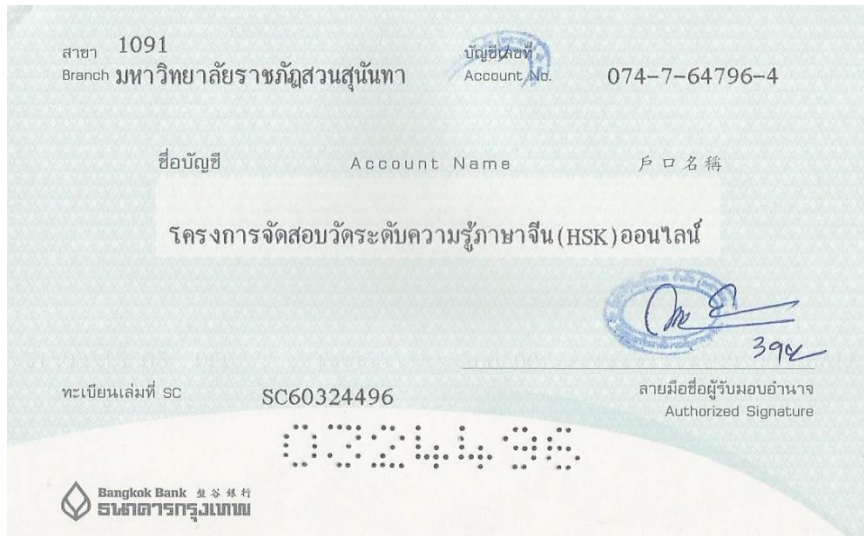 สาขา 1091
Branch มหาวิทยาลัยราชภัฏสวนสุนันทา
บัญชีเลขที่
Account No. 074-7-64796-4
ชื่อบัญชี Account Name 戶口名稱
โครงการจัดสอบวัดระดับความรู้ภาษาจีน(HSK)ออนไลน์
ทะเบียนเล่มที่ SC SC60324496
ลายมือชื่อผู้รับมอบอำนาจ
Authorized Signature
0324496
Bangkok Bank 盤谷銀行
ธนาคารกรุงเทพ